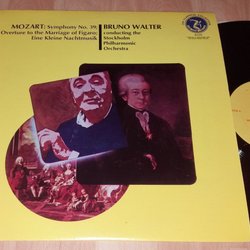 MOZART: Symphony No. 39;
Overture to the Marriage of Figaro;
Eine Kleine Nachtmusik
BRUNO WALTER
conducting the
Stockholm
Philharmonic
Orchestra